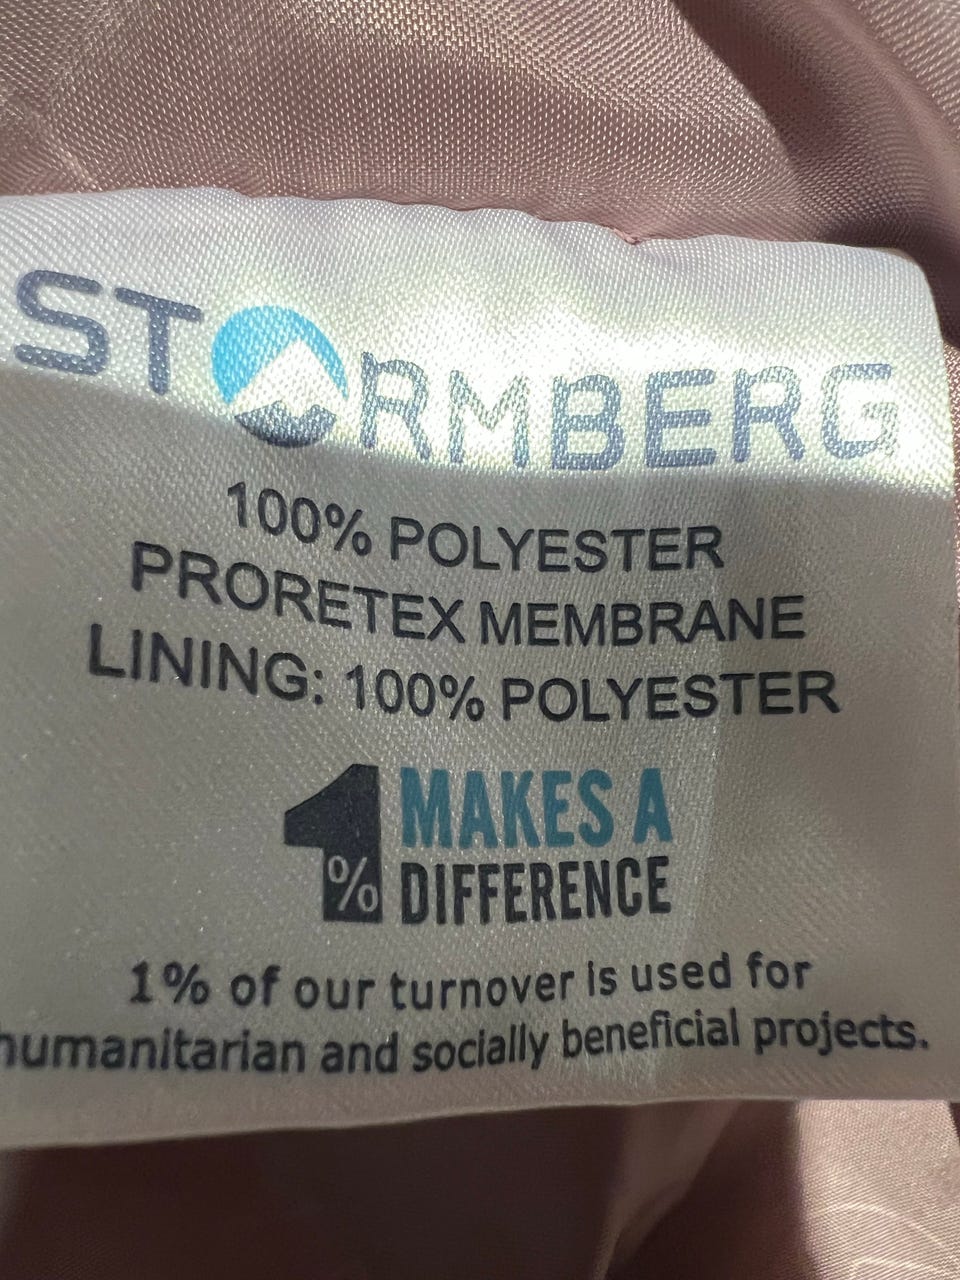 STORMBERG
100% POLYESTER
PRORETEX MEMBRANE
LINING: 100% POLYESTER
1% MAKES A
DIFFERENCE
1% of our turnover is used for
humanitarian and socially beneficial projects.